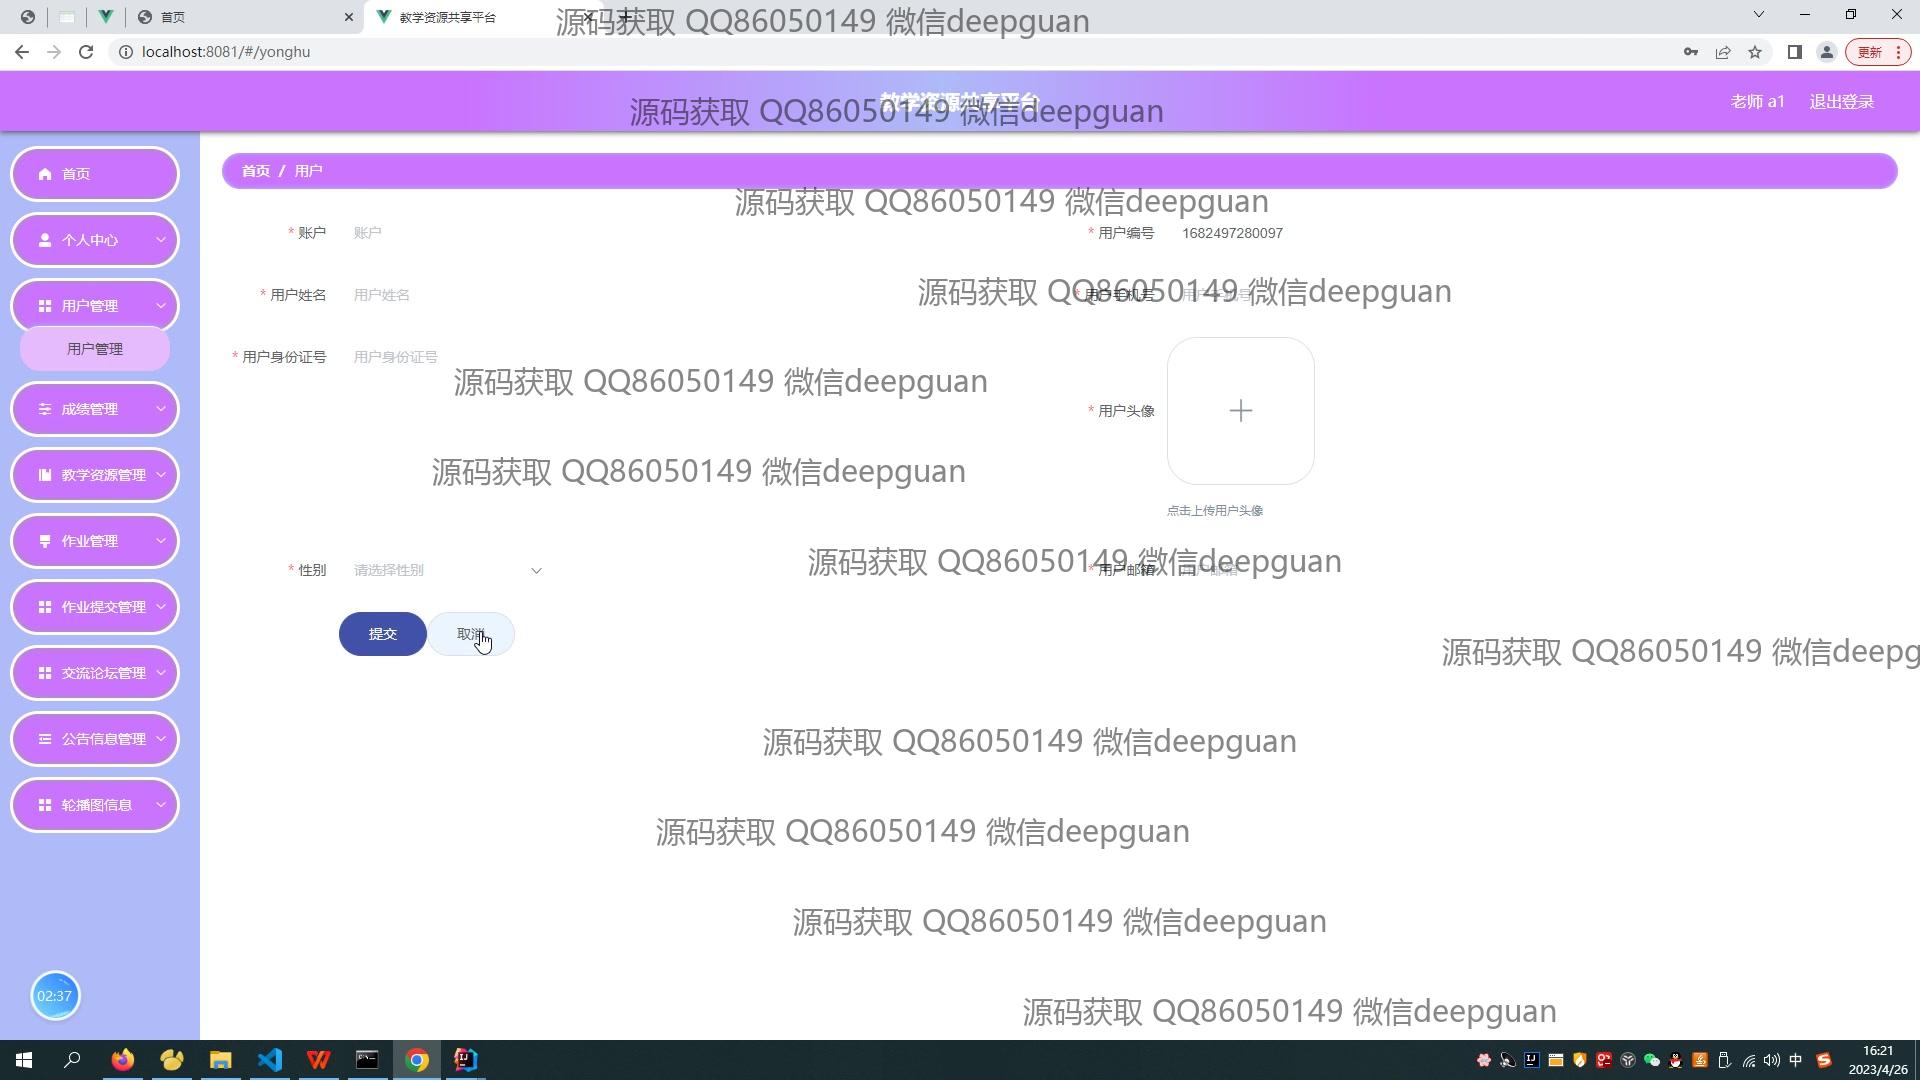 首页
教学资源共享平台
源码获取 QQ86050149 微信deepguan
localhost:8081/#/yonghu
更新
教学资源共享平台
源码获取 QQ86050149 微信deepguan
老师 a1
退出登录
首页
个人中心
用户管理
用户管理
成绩管理
教学资源管理
作业管理
作业提交管理
交流论坛管理
公告信息管理
轮播图信息
02:37
首页 / 用户
源码获取 QQ86050149 微信deepguan
* 账户 账户
* 用户编号 1682497280097
源码获取 QQ86050149 微信deepguan
* 用户姓名 用户姓名
* 用户手机号 用户手机号
* 用户身份证号 用户身份证号
源码获取 QQ86050149 微信deepguan
* 用户头像
源码获取 QQ86050149 微信deepguan
点击上传用户头像
源码获取 QQ86050149 微信deepguan
* 性别 请选择性别
* 用户邮箱 用户邮箱
提交 取消
源码获取 QQ86050149 微信deepg
源码获取 QQ86050149 微信deepguan
源码获取 QQ86050149 微信deepguan
源码获取 QQ86050149 微信deepguan
源码获取 QQ86050149 微信deepguan
中
16:21
2023/4/26